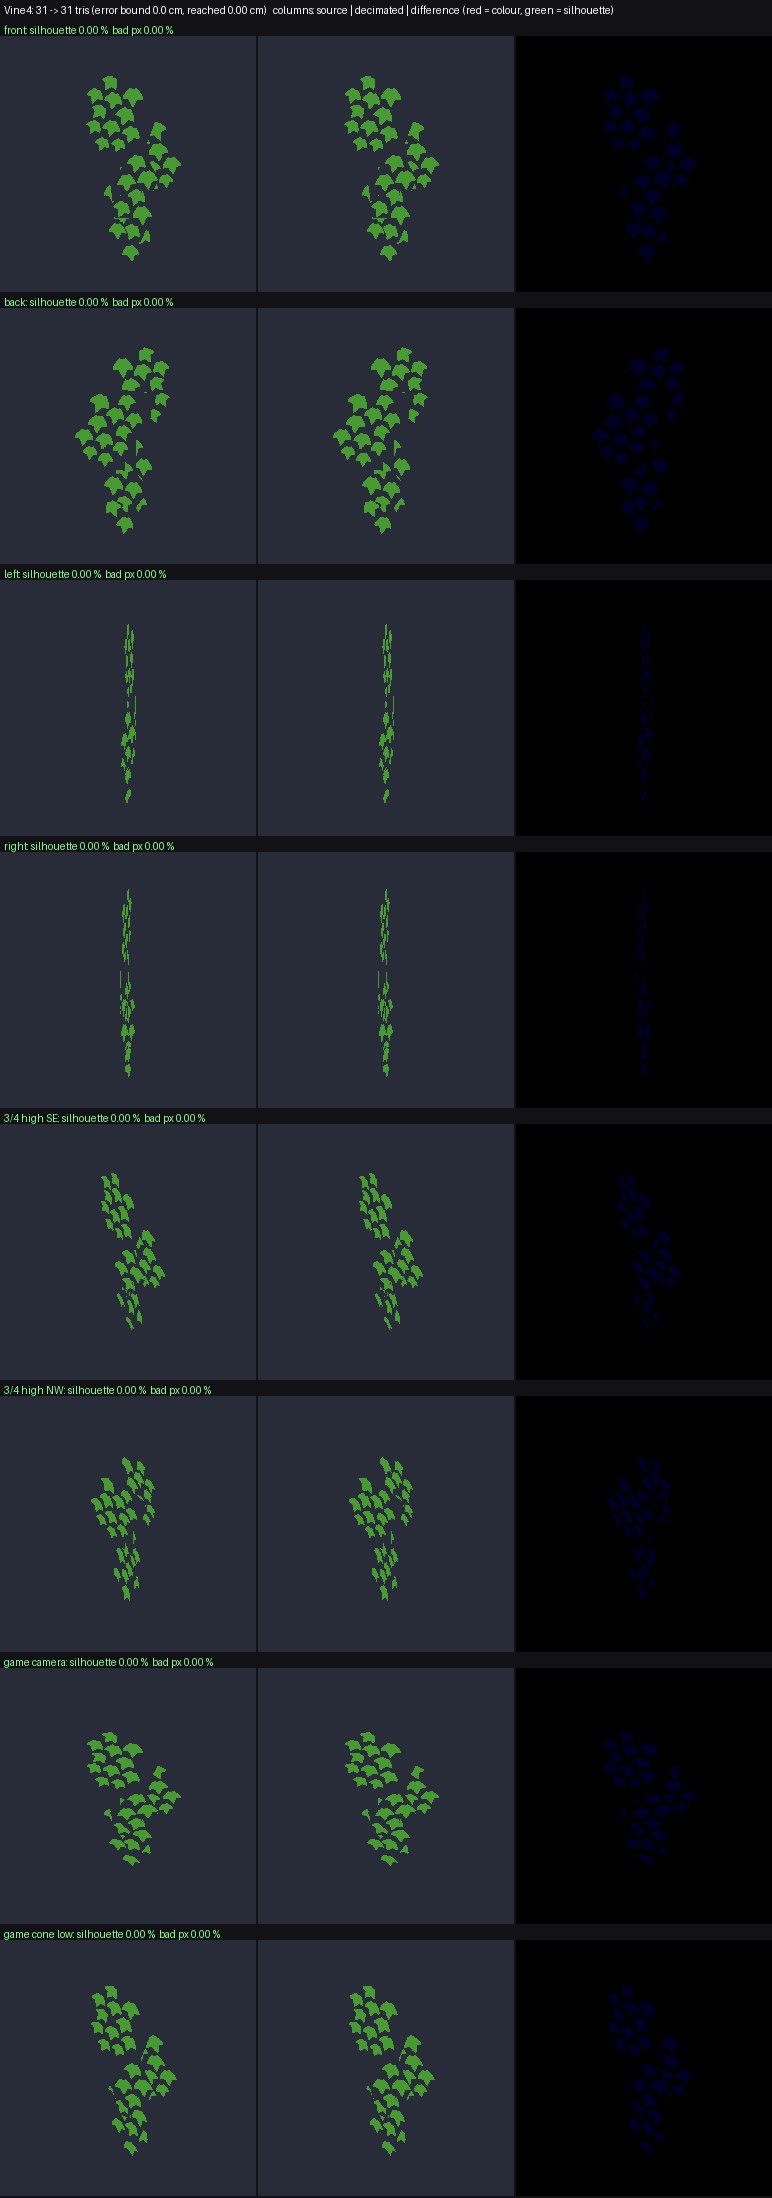 Vine4: 31 -> 31 tris (error bound 0.0 cm, reached 0.00 cm)  columns: source | decimated | difference (red = colour, green = silhouette)
front: silhouette 0.00 %  bad px 0.00 %
back: silhouette 0.00 %  bad px 0.00 %
left: silhouette 0.00 %  bad px 0.00 %
right: silhouette 0.00 %  bad px 0.00 %
3/4 high SE: silhouette 0.00 %  bad px 0.00 %
3/4 high NW: silhouette 0.00 %  bad px 0.00 %
game camera: silhouette 0.00 %  bad px 0.00 %
game cone low: silhouette 0.00 %  bad px 0.00 %